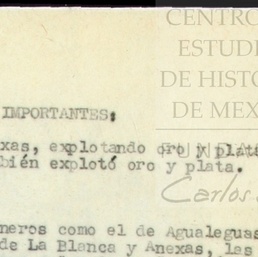 CENTRO
ESTUDI
DE HISTO
DE MEX
IMPORTANTES;
xas, explotando oro y plata
bién explotó oro y plata.
Carlos
neros como el de Agualeguas
de La Blanca y Anexas, las